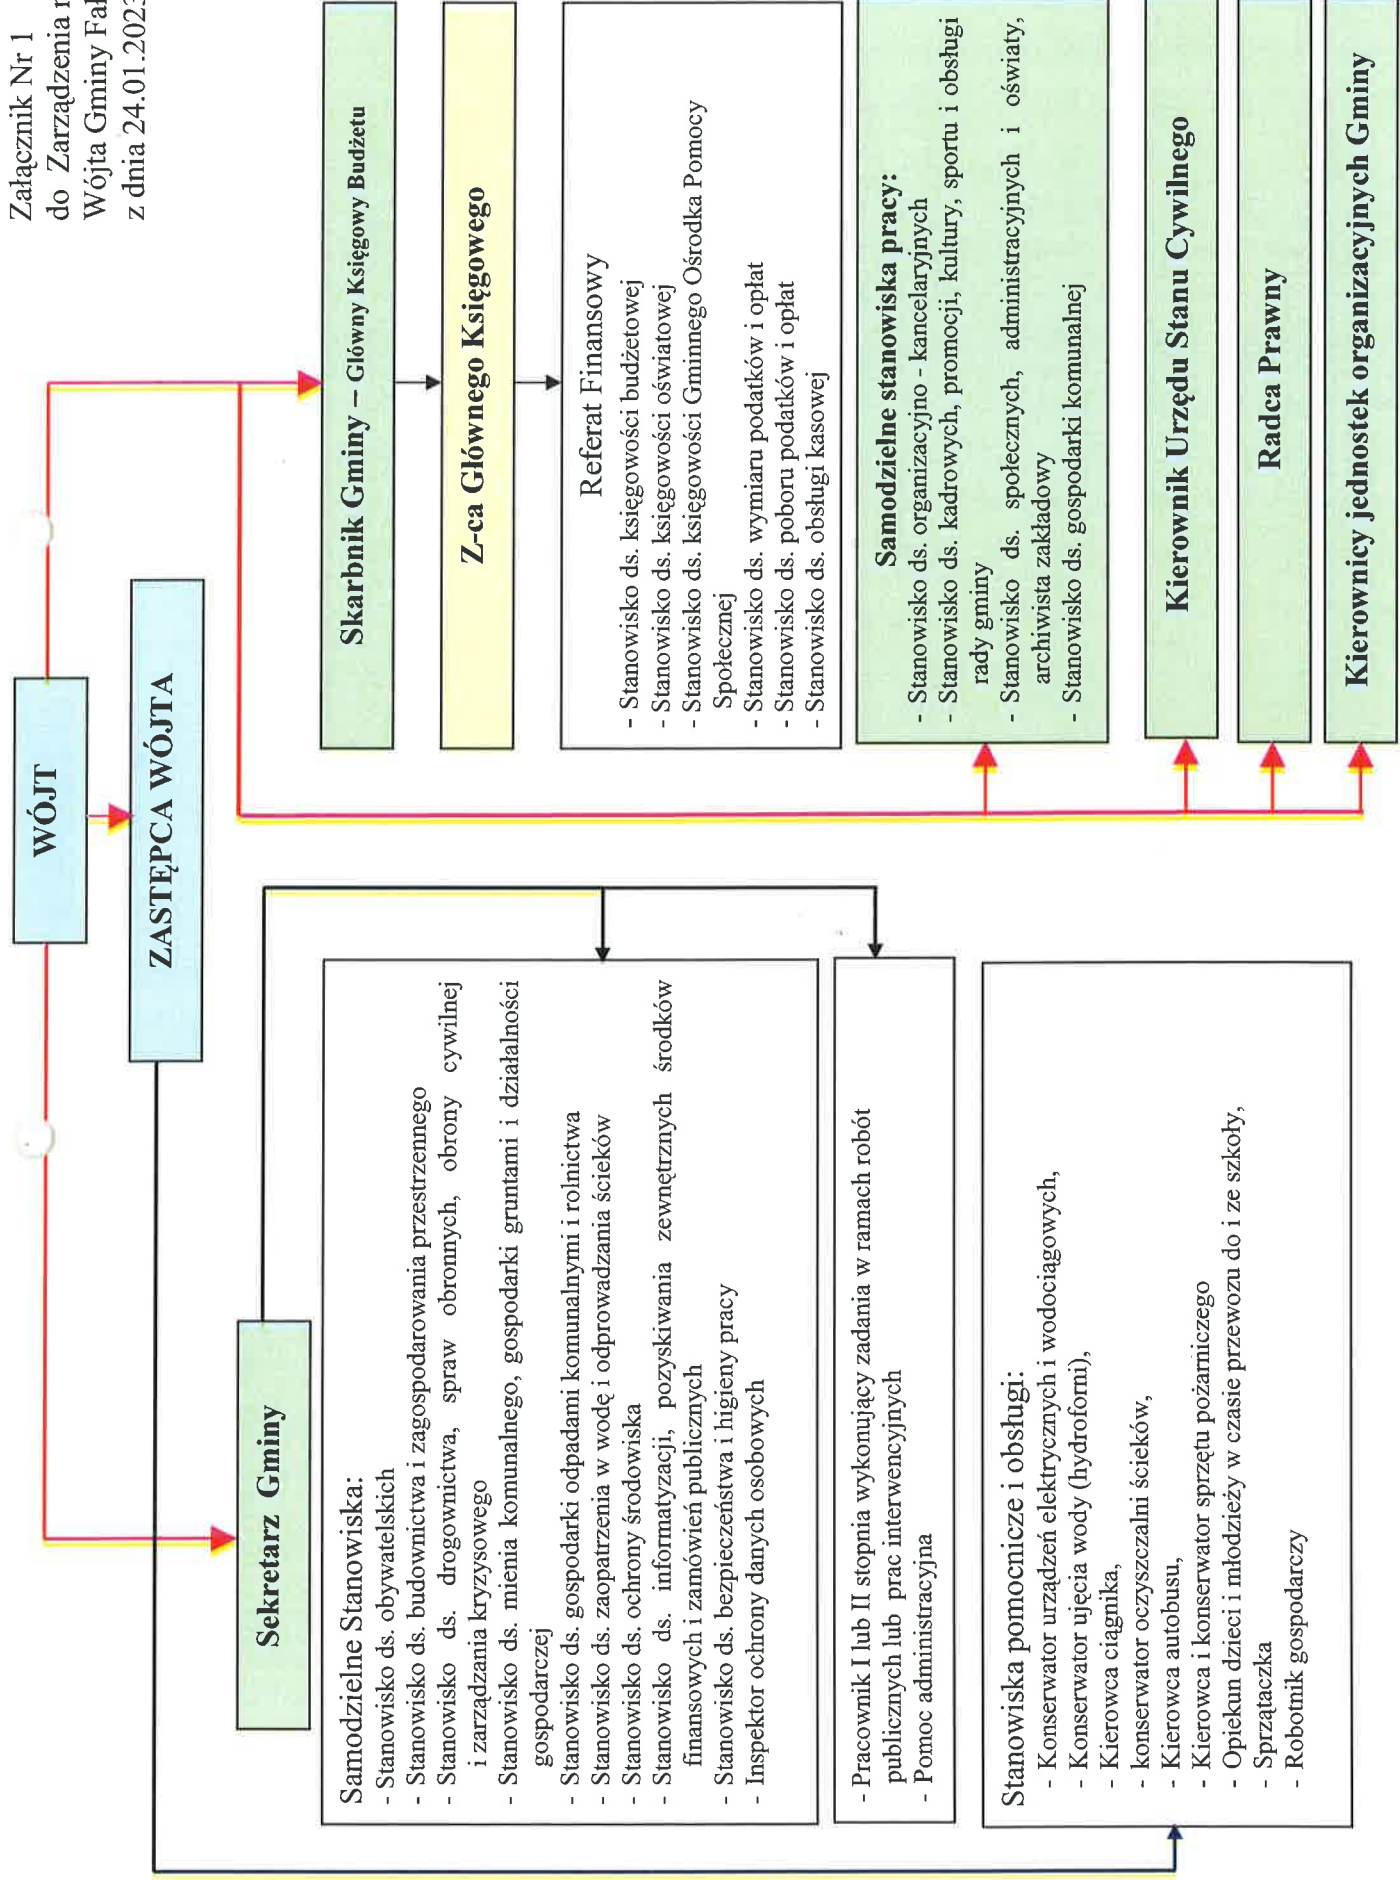 Załącznik Nr 1
do Zarządzenia
Wójta Gminy
z dnia 24.01.2023
WÓJT
ZASTĘPCA WÓJTA
Sekretarz Gminy
Samodzielne Stanowiska:
- Stanowisko ds. obywatelskich
- Stanowisko ds. budownictwa i zagospodarowania przestrzennego
- Stanowisko ds. drogownictwa, spraw obronnych, obrony cywilnej
i zarządzania kryzysowego
- Stanowisko ds. mienia komunalnego, gospodarki gruntami i działalności
gospodarczej
- Stanowisko ds. gospodarki odpadami komunalnymi i rolnictwa
- Stanowisko ds. zaopatrzenia w wodę i odprowadzania ścieków
- Stanowisko ds. ochrony środowiska
- Stanowisko ds. informatyzacji, pozyskiwania zewnętrznych środków
finansowych i zamówień publicznych
- Stanowisko ds. bezpieczeństwa i higieny pracy
- Inspektor ochrony danych osobowych
- Pracownik I lub II stopnia wykonujący zadania w ramach robót
publicznych lub prac interwencyjnych
- Pomoc administracyjna
Stanowiska pomocnicze i obsługi:
- Konserwator urządzeń elektrycznych i wodociągowych,
- Konserwator ujęcia wody (hydroforni),
- Kierowca ciągnika,
- konserwator oczyszczalni ścieków,
- Kierowca autobusu,
- Kierowca i konserwator sprzętu pożarniczego
- Opiekun dzieci i młodzieży w czasie przewozu do i ze szkoły,
- Sprzątaczka
- Robotnik gospodarczy
Skarbnik Gminy – Główny Księgowy Budżetu
Z-ca Głównego Księgowego
Referat Finansowy
- Stanowisko ds. księgowości budżetowej
- Stanowisko ds. księgowości oświatowej
- Stanowisko ds. księgowości Gminnego Ośrodka Pomocy
Społecznej
- Stanowisko ds. wymiaru podatków i opłat
- Stanowisko ds. poboru podatków i opłat
- Stanowisko ds. obsługi kasowej
Samodzielne stanowiska pracy:
- Stanowisko ds. organizacyjno - kancelaryjnych
- Stanowisko ds. kadrowych, promocji, kultury, sportu i obsługi
rady gminy
- Stanowisko ds. społecznych, administracyjnych i oświaty,
archiwista zakładowy
- Stanowisko ds. gospodarki komunalnej
Kierownik Urzędu Stanu Cywilnego
Radca Prawny
Kierownicy jednostek organizacyjnych Gminy